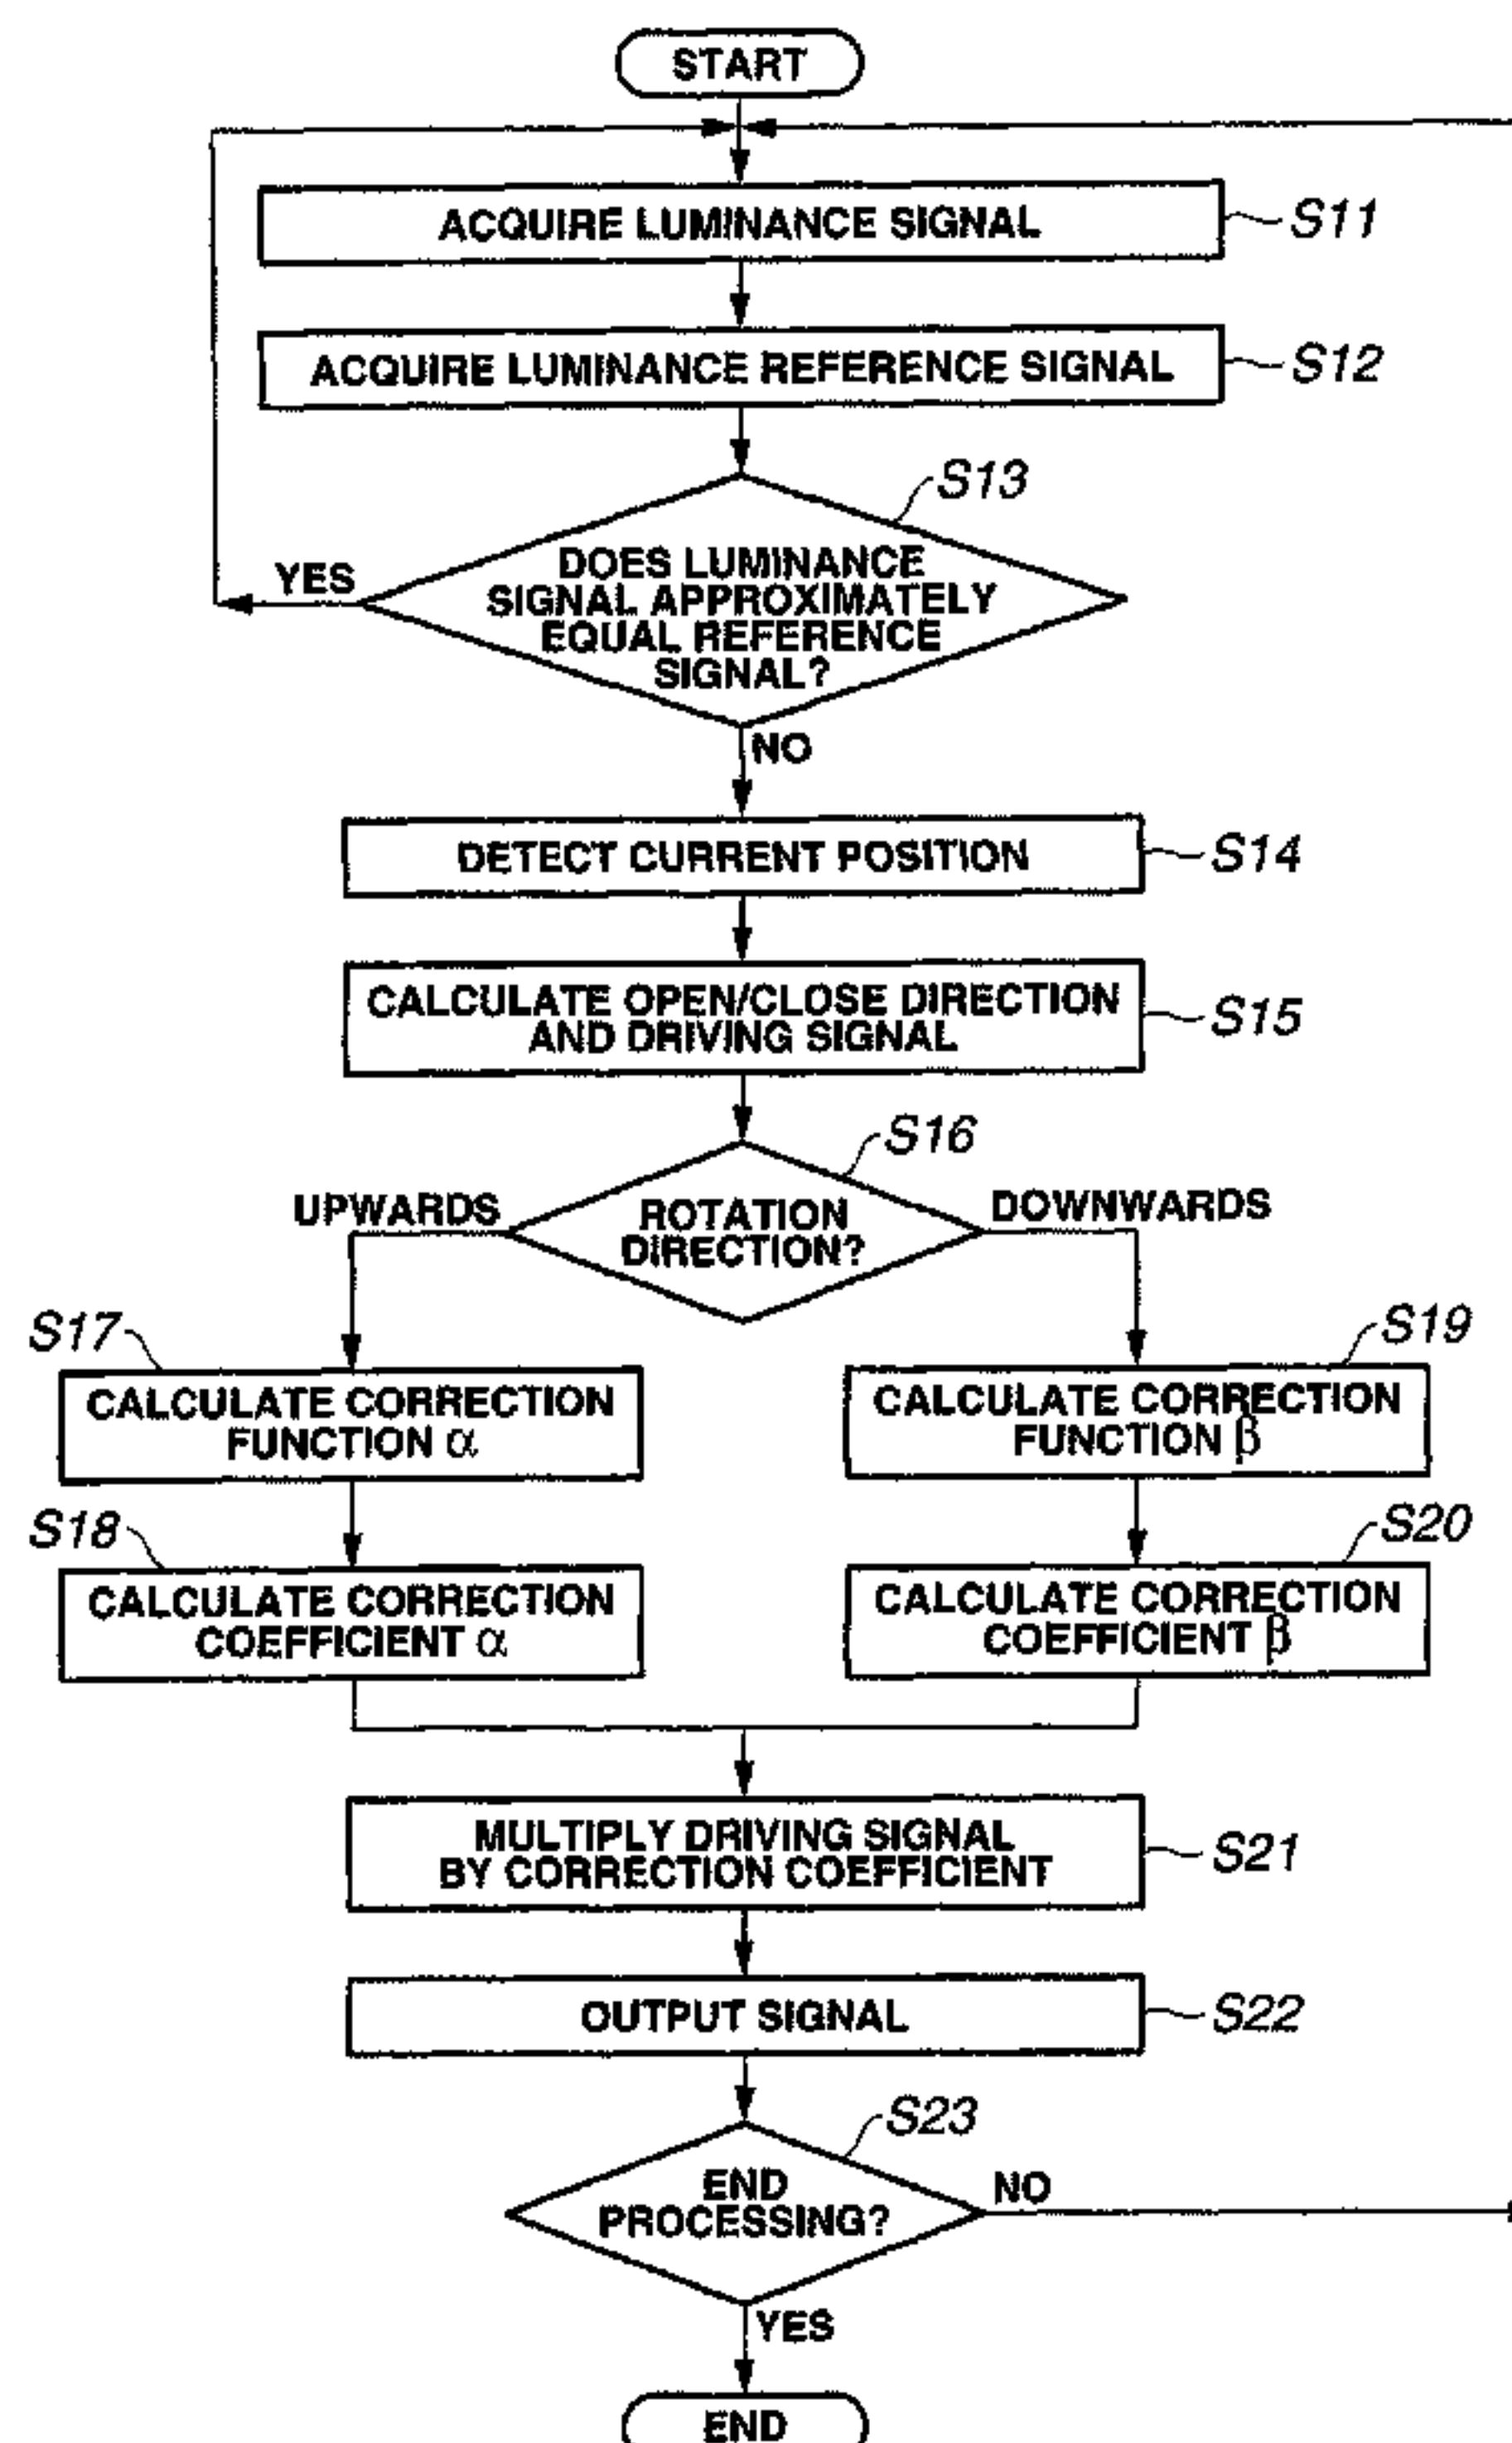 START
ACQUIRE LUMINANCE SIGNAL
S11
ACQUIRE LUMINANCE REFERENCE SIGNAL
S12
S13
DOES LUMINANCE
SIGNAL APPROXIMATELY
EQUAL REFERENCE
SIGNAL?
YES
NO
DETECT CURRENT POSITION
S14
CALCULATE OPEN/CLOSE DIRECTION
AND DRIVING SIGNAL
S15
S16
ROTATION
DIRECTION?
UPWARDS
DOWNWARDS
S17
CALCULATE CORRECTION
FUNCTION α
S19
CALCULATE CORRECTION
FUNCTION β
S18
CALCULATE CORRECTION
COEFFICIENT α
S20
CALCULATE CORRECTION
COEFFICIENT β
MULTIPLY DRIVING SIGNAL
BY CORRECTION COEFFICIENT
S21
OUTPUT SIGNAL
S22
S23
END
PROCESSING?
NO
YES
END